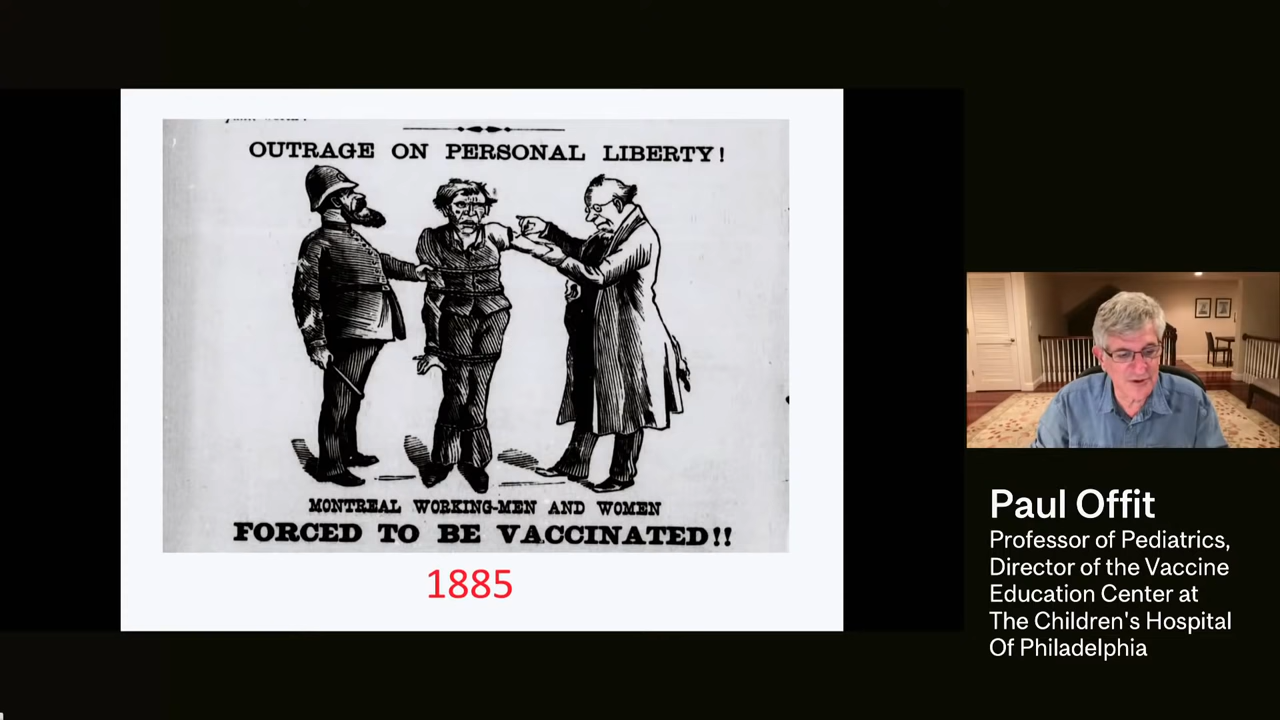 OUTRAGE ON PERSONAL LIBERTY!
MONTREAL WORKING-MEN AND WOMEN
FORCED TO BE VACCINATED!!
1885
Paul Offit
Professor of Pediatrics,
Director of the Vaccine
Education Center at
The Children's Hospital
Of Philadelphia